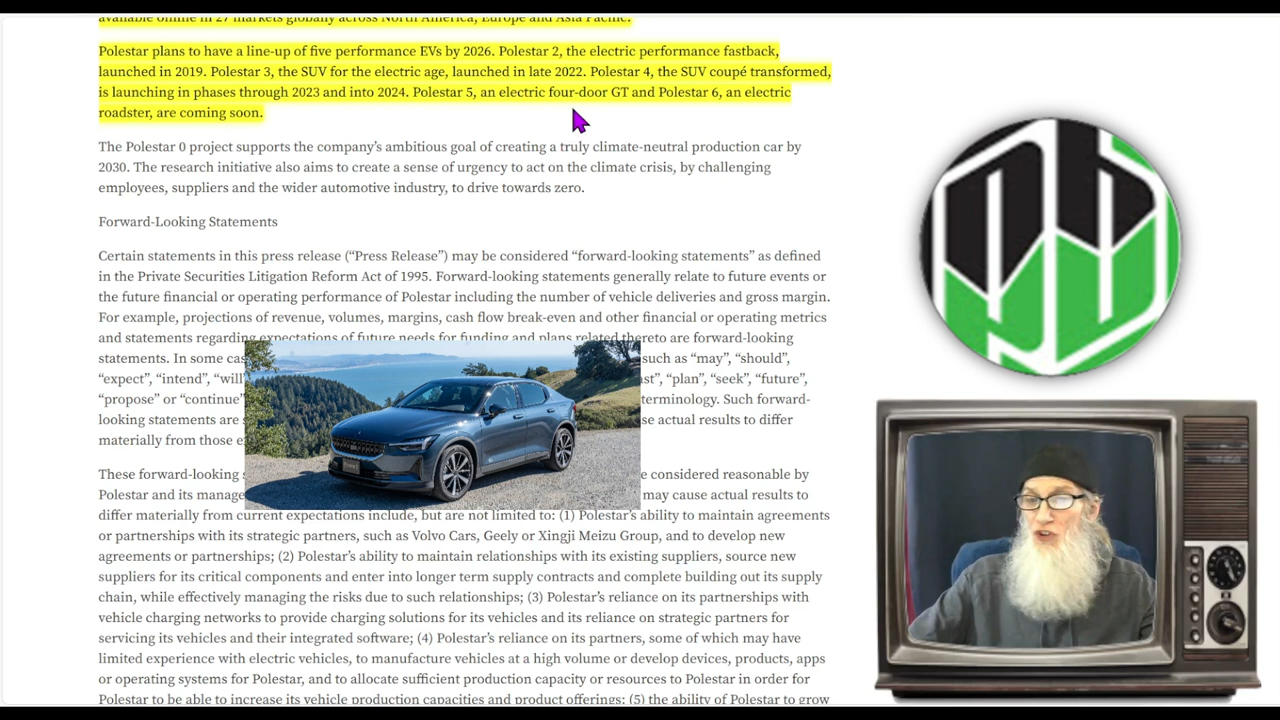 available online in 27 markets globally across North America, Europe and Asia Pacific.
Polestar plans to have a line-up of five performance EVs by 2026. Polestar 2, the electric performance fastback,
launched in 2019. Polestar 3, the SUV for the electric age, launched in late 2022. Polestar 4, the SUV coupé transformed,
is launching in phases through 2023 and into 2024. Polestar 5, an electric four-door GT and Polestar 6, an electric
roadster, are coming soon.
The Polestar 0 project supports the company’s ambitious goal of creating a truly climate-neutral production car by
2030. The research initiative also aims to create a sense of urgency to act on the climate crisis, by challenging
employees, suppliers and the wider automotive industry, to drive towards zero.
Forward-Looking Statements
Certain statements in this press release (“Press Release”) may be considered “forward-looking statements” as defined
in the Private Securities Litigation Reform Act of 1995. Forward-looking statements generally relate to future events or
the future financial or operating performance of Polestar including the number of vehicle deliveries and gross margin.
For example, projections of revenue, volumes, margins, cash flow break-even and other financial or operating metrics
and statements regarding expectations of future needs for funding and plans related thereto are forward-looking
statements. In some cas such as “may”, “should”,
“expect”, “intend”, “will” st”, “plan”, “seek”, “future”,
“propose” or “continue” terminology. Such forward-
looking statements are s se actual results to differ
materially from those e
These forward-looking s e considered reasonable by
Polestar and its manage may cause actual results to
differ materially from current expectations include, but are not limited to: (1) Polestar’s ability to maintain agreements
or partnerships with its strategic partners, such as Volvo Cars, Geely or Xingji Meizu Group, and to develop new
agreements or partnerships; (2) Polestar’s ability to maintain relationships with its existing suppliers, source new
suppliers for its critical components and enter into longer term supply contracts and complete building out its supply
chain, while effectively managing the risks due to such relationships; (3) Polestar’s reliance on its partnerships with
vehicle charging networks to provide charging solutions for its vehicles and its reliance on strategic partners for
servicing its vehicles and their integrated software; (4) Polestar’s reliance on its partners, some of which may have
limited experience with electric vehicles, to manufacture vehicles at a high volume or develop devices, products, apps
or operating systems for Polestar, and to allocate sufficient production capacity or resources to Polestar in order for
Polestar to be able to increase its vehicle production capacities and product offerings; (5) the ability of Polestar to grow